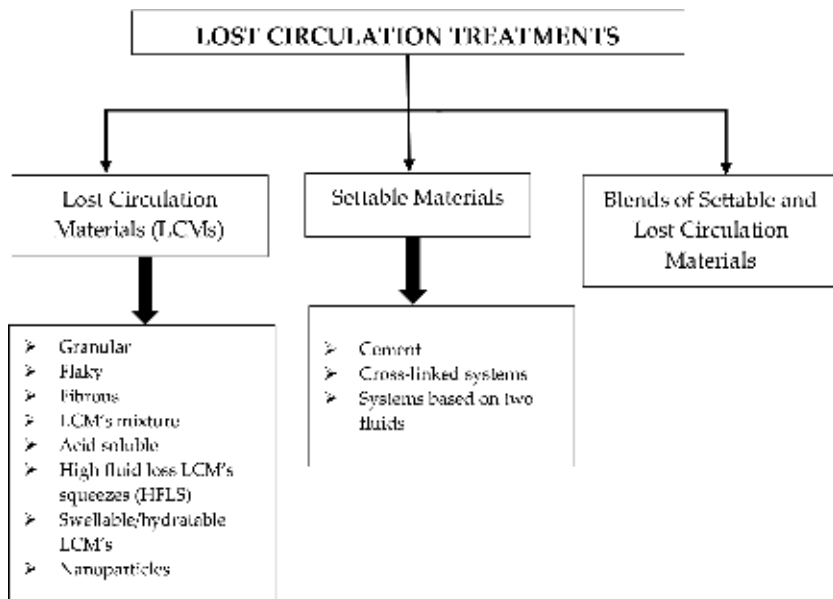 LOST CIRCULATION TREATMENTS
Lost Circulation
Materials (LCMs)
Settable Materials
Blends of Settable and
Lost Circulation
Materials
➢ Granular
➢ Flaky
➢ Fibrous
➢ LCM's mixture
➢ Acid soluble
➢ High fluid loss LCM's
squeezes (HFLS)
➢ Swellable/hydratable
LCM's
➢ Nanoparticles
➢ Cement
➢ Cross-linked systems
➢ Systems based on two
fluids